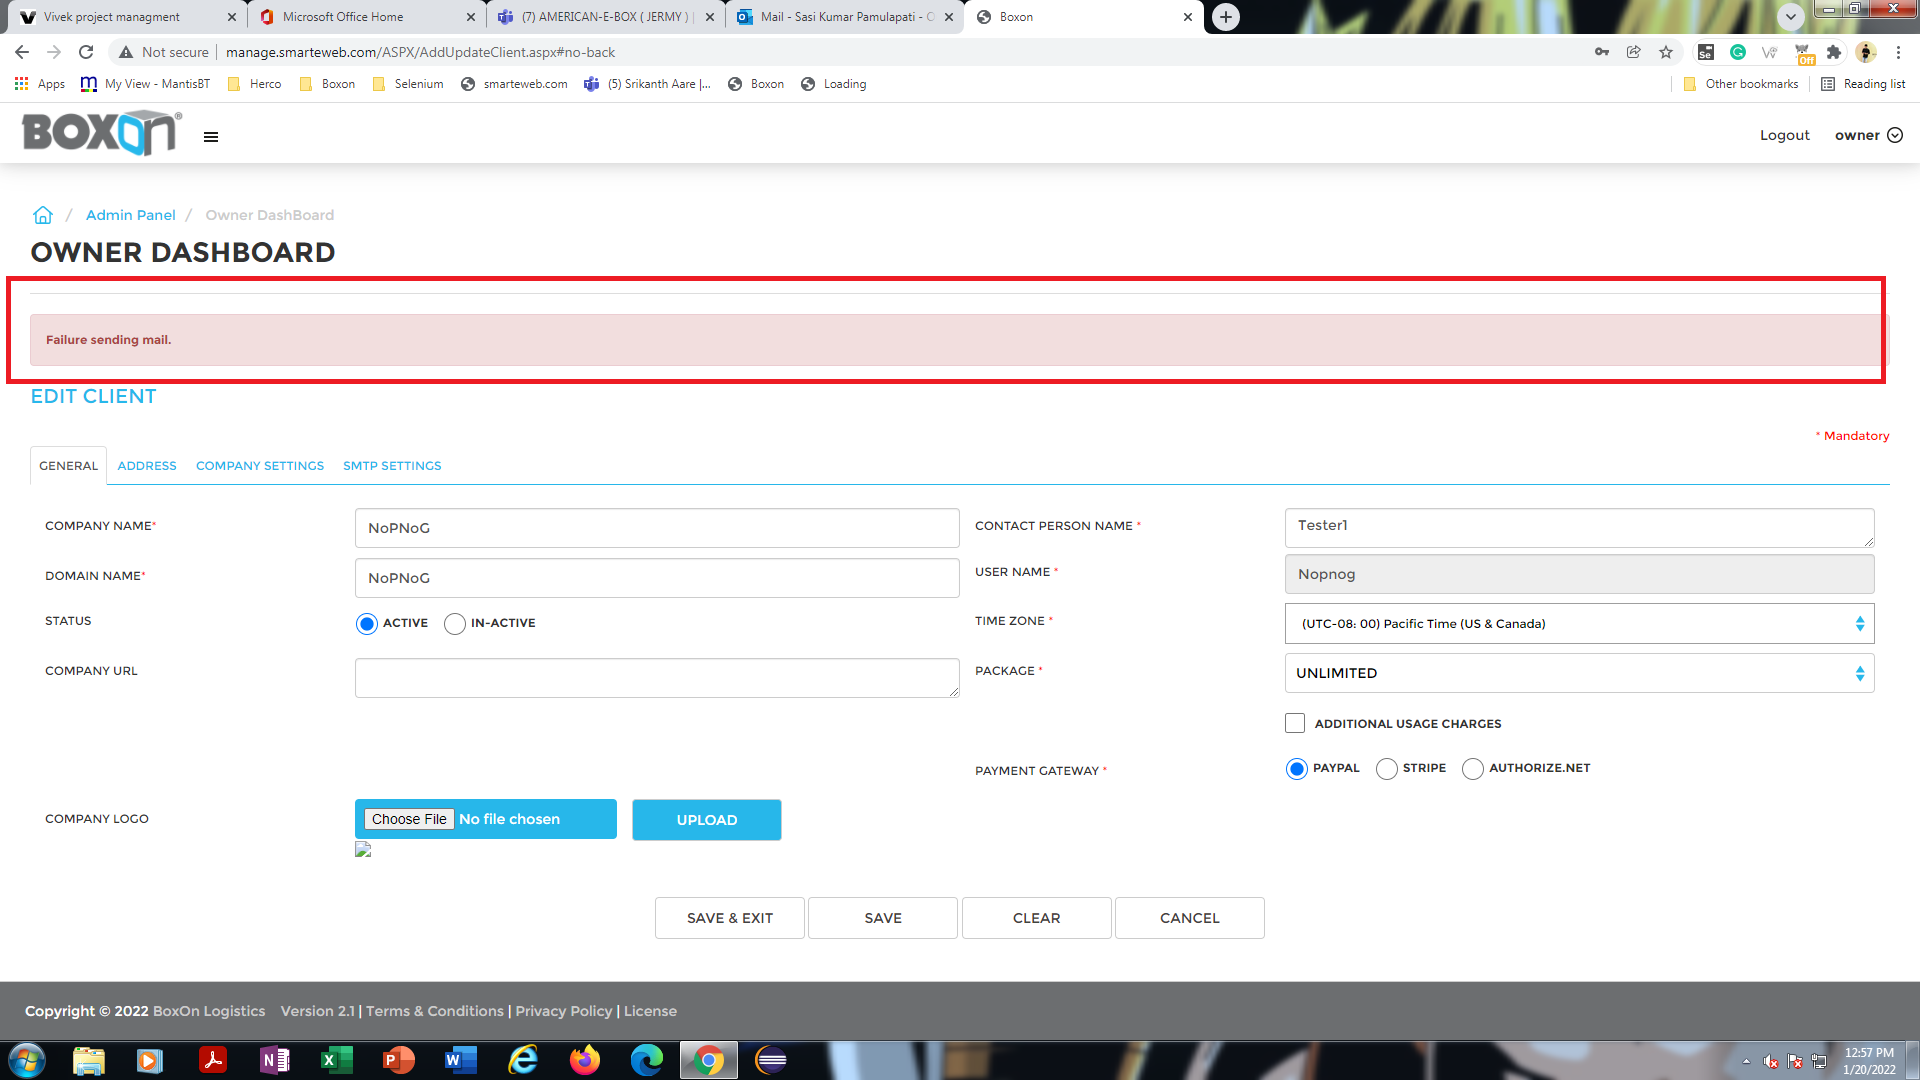 Vivek project managment
Microsoft Office Home
(7) AMERICAN-E-BOX ( JERMY ) |
Mail - Sasi Kumar Pamulapati - O
Boxon
Not secure
manage.smarteweb.com/ASPX/AddUpdateClient.aspx#no-back
Off
Apps
My View - MantisBT
Herco
Boxon
Selenium
smarteweb.com
(5) Srikanth Aare |...
Boxon
Loading
Other bookmarks
Reading list
BOXOn®
Logout
owner
/ Admin Panel / Owner DashBoard
OWNER DASHBOARD
Failure sending mail.
EDIT CLIENT
* Mandatory
GENERAL ADDRESS COMPANY SETTINGS SMTP SETTINGS
COMPANY NAME* NoPNoG
CONTACT PERSON NAME * Tester1
DOMAIN NAME* NoPNoG
USER NAME * Nopnog
STATUS ACTIVE IN-ACTIVE
TIME ZONE * (UTC-08: 00) Pacific Time (US & Canada)
COMPANY URL
PACKAGE * UNLIMITED
ADDITIONAL USAGE CHARGES
PAYMENT GATEWAY * PAYPAL STRIPE AUTHORIZE.NET
COMPANY LOGO Choose File No file chosen UPLOAD
SAVE & EXIT SAVE CLEAR CANCEL
Copyright © 2022 BoxOn Logistics Version 2.1 | Terms & Conditions | Privacy Policy | License
12:57 PM
1/20/2022